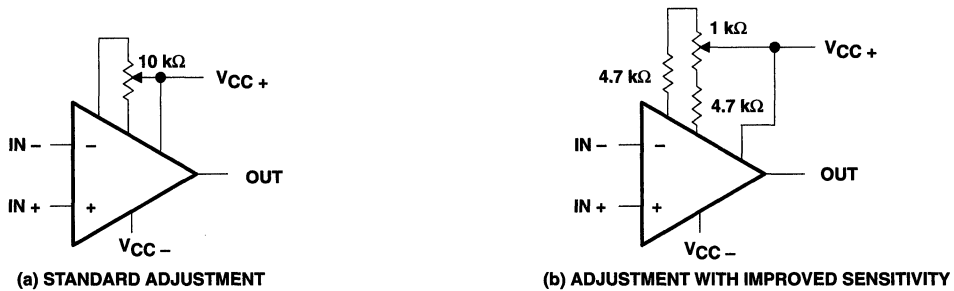 10 kΩ
VCC +
IN –
–
IN +
+
OUT
VCC –
(a) STANDARD ADJUSTMENT
1 kΩ
VCC +
4.7 kΩ
4.7 kΩ
IN –
–
IN +
+
OUT
VCC –
(b) ADJUSTMENT WITH IMPROVED SENSITIVITY